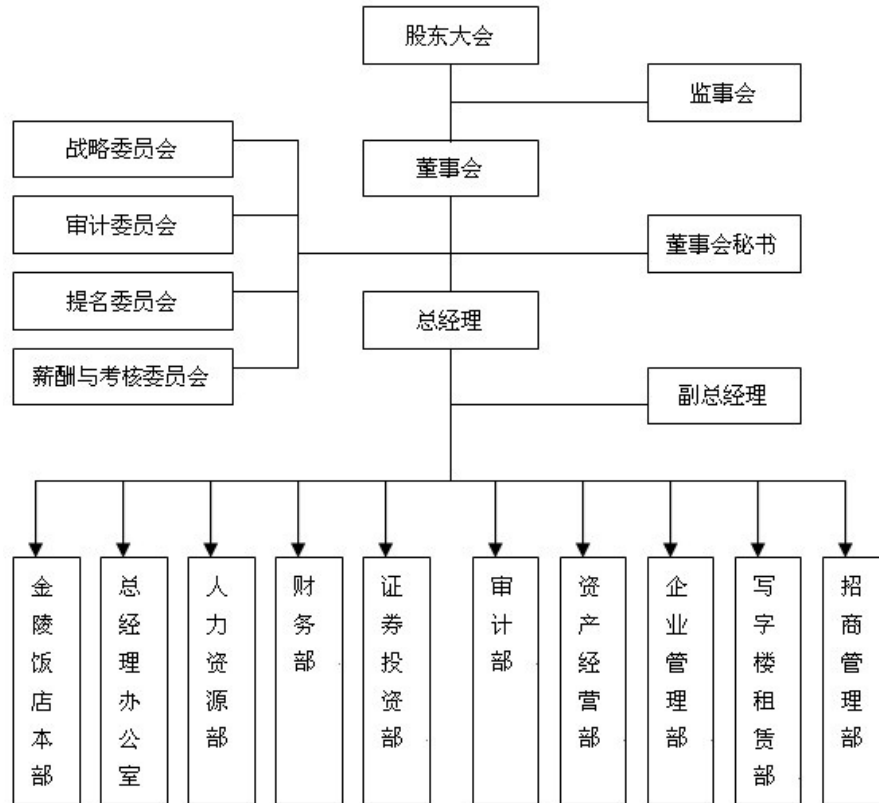 股东大会
监事会
战略委员会
董事会
审计委员会
董事会秘书
提名委员会
总经理
薪酬与考核委员会
副总经理
金陵饭店本部
总经理办公室
人力资源部
财务部
证券投资部
审计部
资产经营部
企业管理部
写字楼租赁部
招商管理部